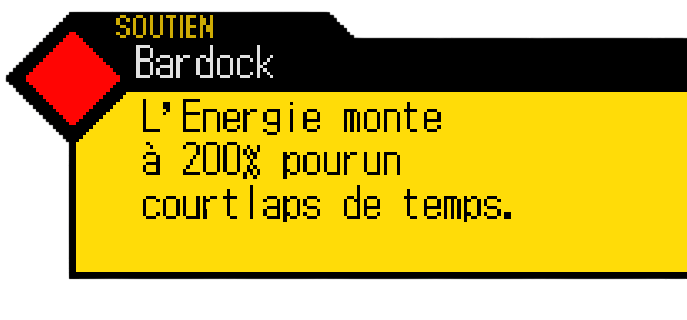 SOUTIEN
Bardock
L'Energie monte
à 200% pourun
courtlaps de temps.